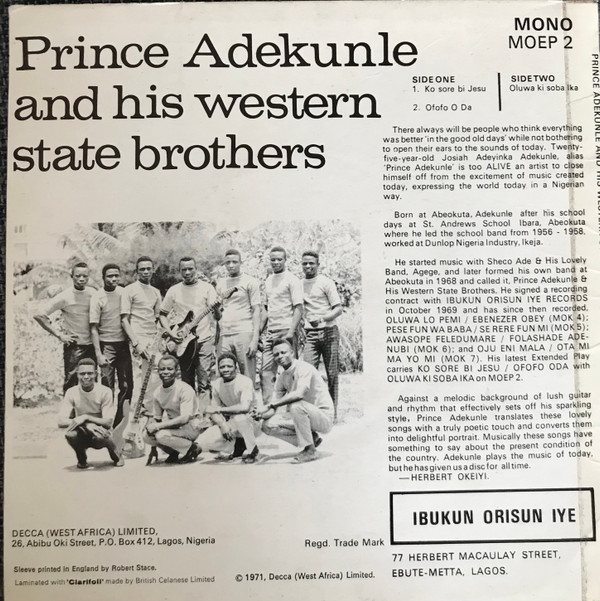 MONO
MOEP 2
Prince Adekunle
and his western
state brothers
SIDE ONE
1. Ko sore bi Jesu
2. Ofofo O Da
SIDE TWO
Oluwa ki soba Ika
There always will be people who think everything
was better 'in the good old days' while not bothering
to open their ears to the sounds of today. Twenty-
five-year-old Josiah Adeyinka Adekunle, alias
'Prince Adekunle' is too ALIVE an artist to close
himself off from the excitement of music created
today, expressing the world today in a Nigerian
way.
Born at Abeokuta, Adekunle after his school
days at St. Andrews School Ibara, Abeokuta
where he led the school band from 1956 - 1958,
worked at Dunlop Nigeria Industry, Ikeja.
He started music with Sheco Ade & His Lovely
Band, Agege, and later formed his own band at
Abeokuta in 1968 and called it, Prince Adekunle &
His Western State Brothers. He signed a recording
contract with IBUKUN ORISUN IYE RECORDS
in October 1969 and has since then recorded,
OLUWA LO PEMI / EBENEZER OBEY (MOK 4);
PESE FUN WA BABA / SE RERE FUN MI (MOK 5);
AWASOPE FELEDUMARE / FOLASHADE ADE-
NUBI (MOK 6); and OJU ENI MALA / OTA MI
MA YO MI (MOK 7). His latest Extended Play
carries KO SORE BI JESU / OFOFO ODA with
OLUWA KI SOBA IKA on MOEP 2.
Against a melodic background of lush guitar
and rhythm that effectively sets off his sparkling
style, Prince Adekunle translates these lovely
songs with a truly poetic touch and converts them
into delightful portrait. Musically these songs have
something to say about the present condition of
the country. Adekunle plays the music of today.
but he has given us a disc for all time.
—HERBERT OKEIYI.
IBUKUN ORISUN IYE
77 HERBERT MACAULAY STREET,
EBUTE-METTA, LAGOS.
DECCA (WEST AFRICA) LIMITED,
26, Abibu Oki Street, P.O. Box 412, Lagos, Nigeria
Regd. Trade Mark
Sleeve printed in England by Robert Stace.
Laminated with 'Clarifoil' made by British Celanese Limited
© 1971, Decca (West Africa) Limited.
PRINCE ADEKUNLE AND HIS